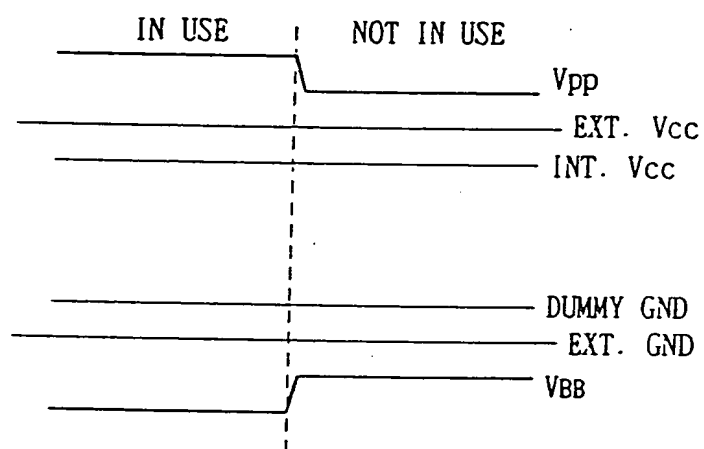 IN USE NOT IN USE
Vpp
EXT. Vcc
INT. Vcc
DUMMY GND
EXT. GND
VBB